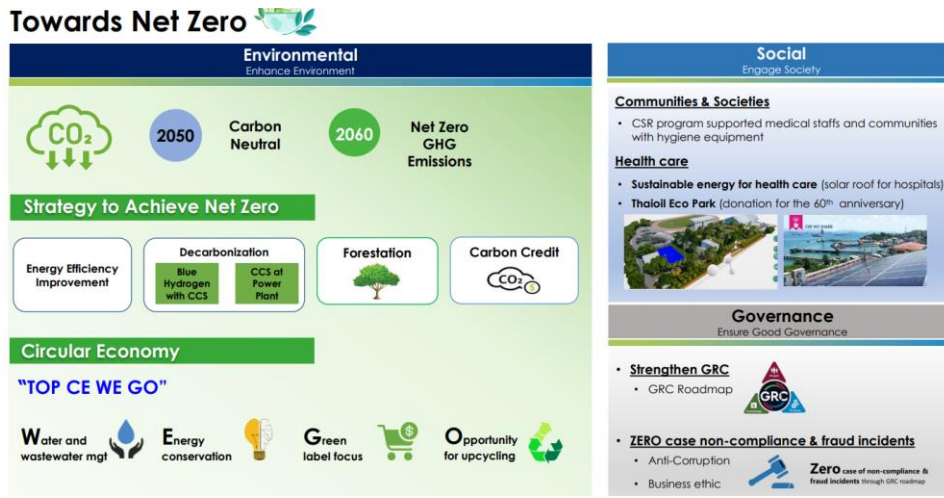 Towards Net Zero
Environmental
Enhance Environment
CO₂
2050
Carbon
Neutral
2060
Net Zero
GHG
Emissions
Strategy to Achieve Net Zero
Energy Efficiency
Improvement
Decarbonization
Blue
Hydrogen
with CCS
CCS at
Power
Plant
Forestation
Carbon Credit
CO₂
$
Circular Economy
"TOP CE WE GO"
Water and
wastewater mgt
Energy
conservation
Green
label focus
$
Opportunity
for upcycling
Social
Engage Society
Communities & Societies
• CSR program supported medical staffs and communities
with hygiene equipment
Health care
• Sustainable energy for health care (solar roof for hospitals)
• Thaioil Eco Park (donation for the 60th anniversary)
Governance
Ensure Good Governance
• Strengthen GRC
• GRC Roadmap
GRC
• ZERO case non-compliance & fraud incidents
• Anti-Corruption
• Business ethic
Zero case of non-compliance &
fraud incidents through GRC roadmap